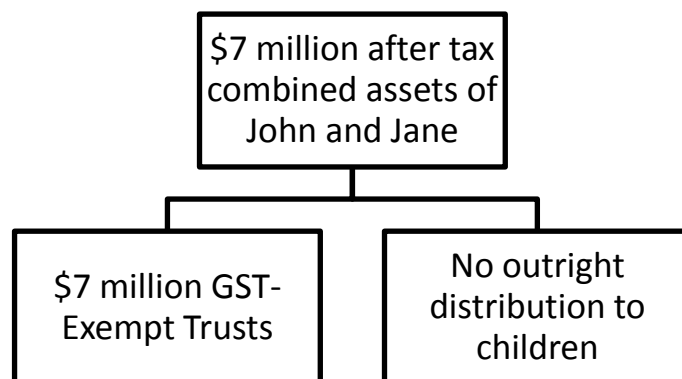 $7 million after tax
combined assets of
John and Jane
$7 million GST-
Exempt Trusts
No outright
distribution to
children